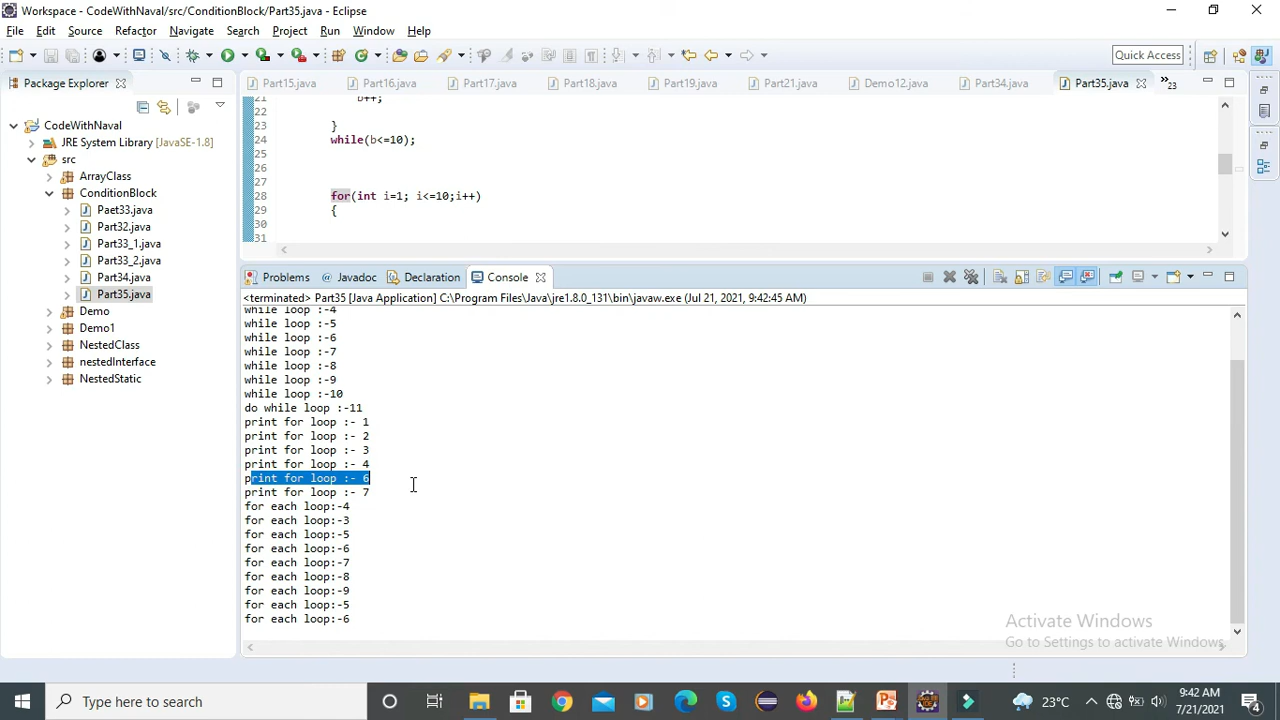 Workspace - CodeWithNaval/src/ConditionBlock/Part35.java - Eclipse
File Edit Source Refactor Navigate Search Project Run Window Help
Quick Access
Package Explorer
Part15.java Part16.java Part17.java Part18.java Part19.java Part21.java Demo12.java Part34.java Part35.java »23
CodeWithNaval
JRE System Library [JavaSE-1.8]
src
ArrayClass
ConditionBlock
Paet33.java
Part32.java
Part33_1.java
Part33_2.java
Part34.java
Part35.java
Demo
Demo1
NestedClass
nestedInterface
NestedStatic
21 b++;
22
23 }
24 while(b<=10);
25
26
27
28 for(int i=1; i<=10;i++)
29 {
30
31
Problems @ Javadoc Declaration Console
<terminated> Part35 [Java Application] C:\Program Files\Java\jre1.8.0_131\bin\javaw.exe (Jul 21, 2021, 9:42:45 AM)
while loop :-4
while loop :-5
while loop :-6
while loop :-7
while loop :-8
while loop :-9
while loop :-10
do while loop :-11
print for loop :- 1
print for loop :- 2
print for loop :- 3
print for loop :- 4
print for loop :- 6
print for loop :- 7
for each loop:-4
for each loop:-3
for each loop:-5
for each loop:-6
for each loop:-7
for each loop:-8
for each loop:-9
for each loop:-5
for each loop:-6
Activate Windows
Go to Settings to activate Windows.
Type here to search
23°C
9:42 AM
7/21/2021
4